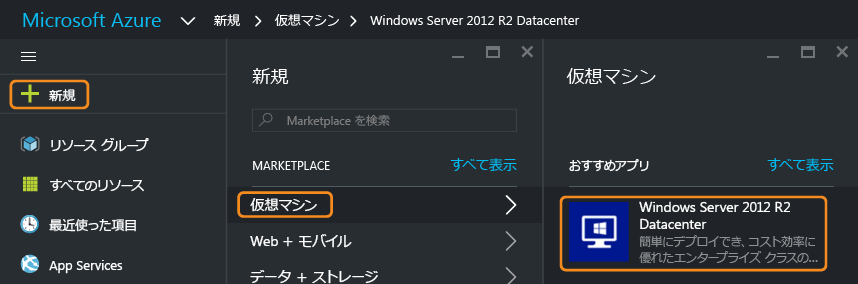 Microsoft Azure 新規 仮想マシン Windows Server 2012 R2 Datacenter
新規
リソース グループ
すべてのリソース
最近使った項目
App Services
新規
Marketplace を検索
MARKETPLACE すべて表示
仮想マシン
Web + モバイル
データ + ストレージ
仮想マシン
おすすめアプリ すべて表示
Windows Server 2012 R2
Datacenter
簡単にデプロイでき、コスト効率に
優れたエンタープライズ クラスの...